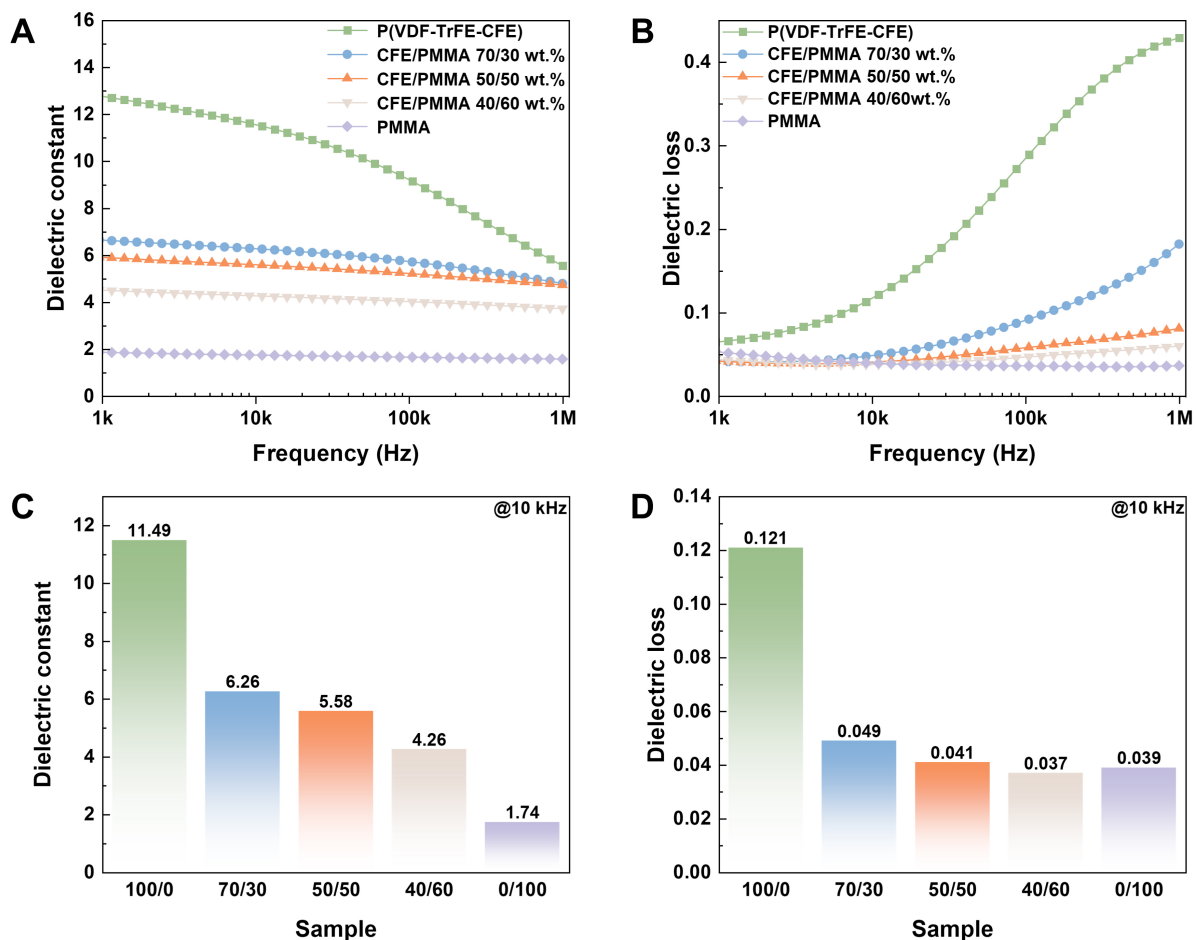 A
16
14
12
10
8
6
4
2
0
Dielectric constant
P(VDF-TrFE-CFE)
CFE/PMMA 70/30 wt.%
CFE/PMMA 50/50 wt.%
CFE/PMMA 40/60 wt.%
PMMA
1k
10k
100k
1M
Frequency (Hz)
B
0.4
0.3
0.2
0.1
0.0
Dielectric loss
P(VDF-TrFE-CFE)
CFE/PMMA 70/30 wt.%
CFE/PMMA 50/50 wt.%
CFE/PMMA 40/60wt.%
PMMA
1k
10k
100k
1M
Frequency (Hz)
C
@10 kHz
12
10
8
6
4
2
0
Dielectric constant
11.49
6.26
5.58
4.26
1.74
100/0
70/30
50/50
40/60
0/100
Sample
D
@10 kHz
0.14
0.12
0.10
0.08
0.06
0.04
0.02
0.00
Dielectric loss
0.121
0.049
0.041
0.037
0.039
100/0
70/30
50/50
40/60
0/100
Sample